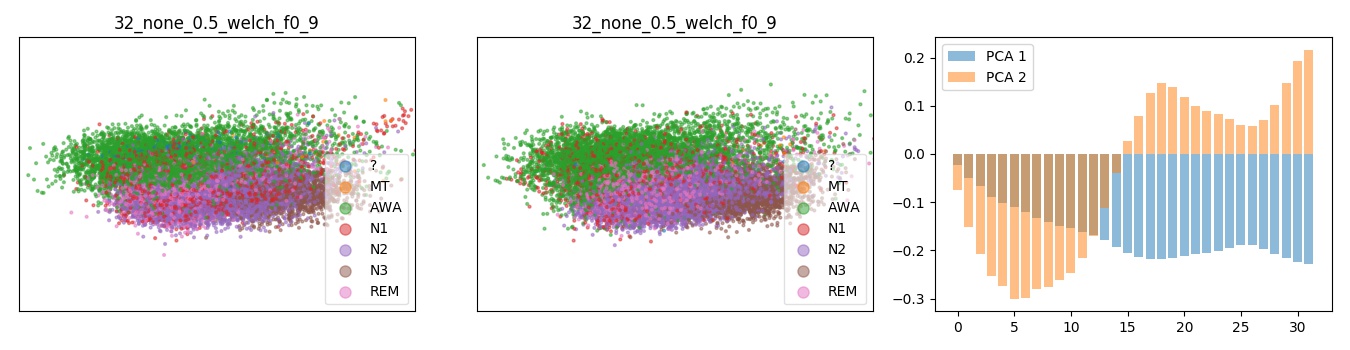 32_none_0.5_welch_f0_9
?
MT
AWA
N1
N2
N3
REM
32_none_0.5_welch_f0_9
?
MT
AWA
N1
N2
N3
REM
PCA 1
PCA 2
0.2
0.1
0.0
−0.1
−0.2
−0.3
0 5 10 15 20 25 30